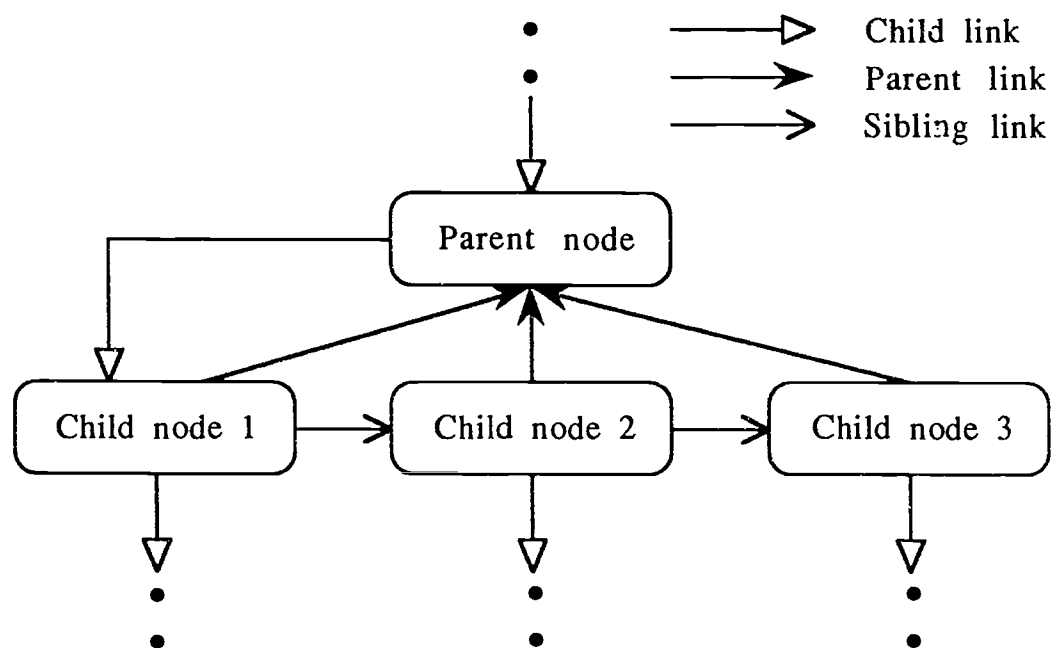 Child link
Parent link
Sibling link
Parent node
Child node 1
Child node 2
Child node 3